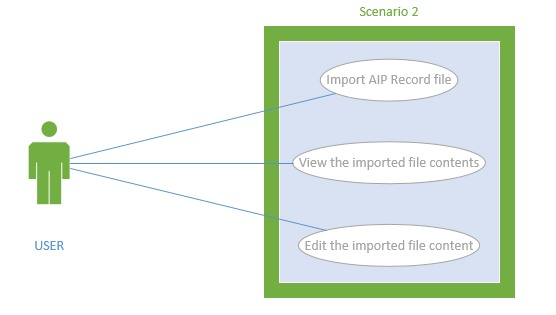 Scenario 2
Import AIP Record file
View the imported file contents
Edit the imported file content
USER